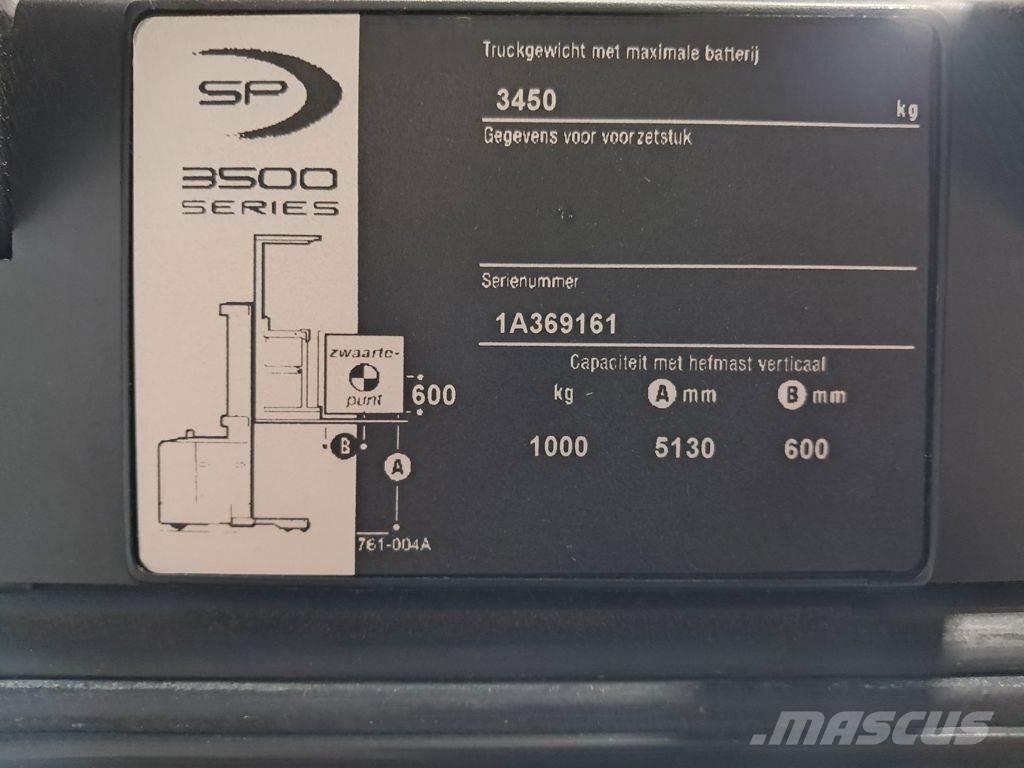 SP
3500
SERIES
zwaarte-
punt
600
B
A
761-004A
Truckgewicht met maximale batterij
3450
kg
Gegevens voor voorzetstuk
Serienummer
1A369161
Capaciteit met hefmast verticaal
kg A mm B mm
1000 5130 600
.MASCUS